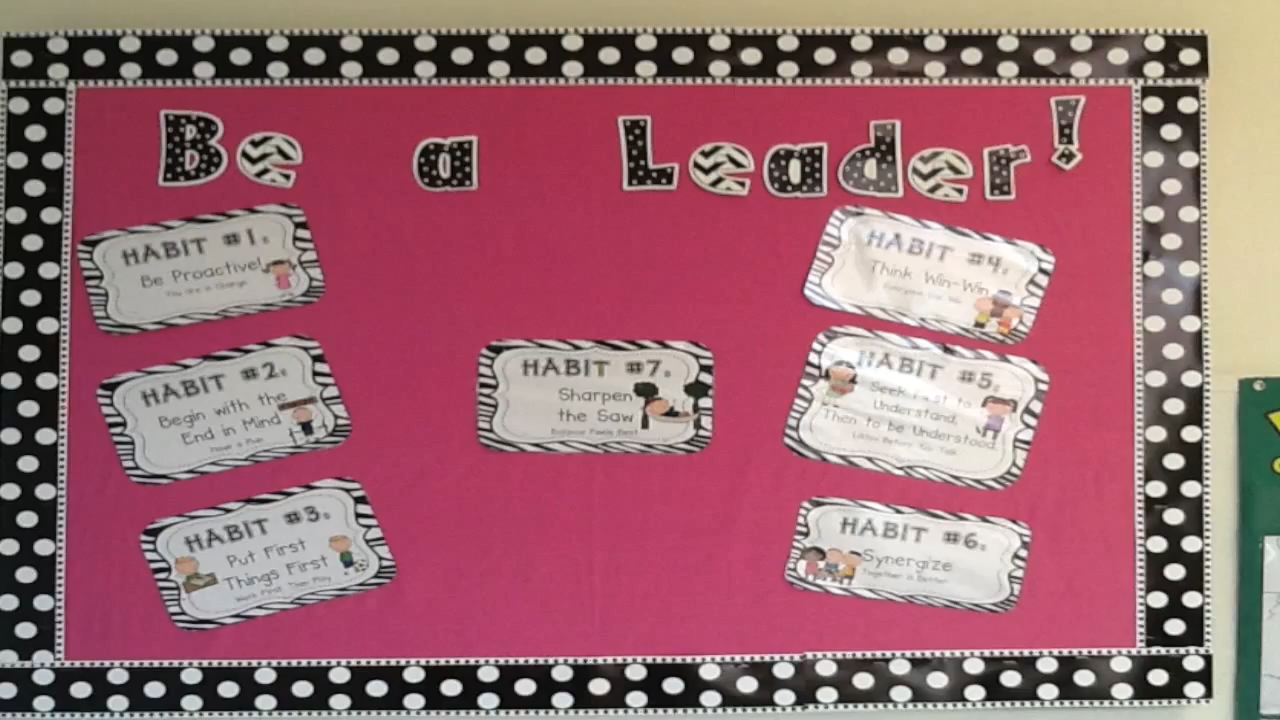 Be a Leader!
HABIT #1:
Be Proactive!
You are in Charge
HABIT #2:
Begin with the
End in Mind
Have a Plan
HABIT #3:
Put First
Things First
Work First, Then Play
HABIT #7:
Sharpen
the Saw
Balance Feels Best
HABIT #4:
Think Win-Win
Everyone Can Win
HABIT #5:
Seek First to
Understand,
Then to be Understood
Listen Before You Talk
HABIT #6:
Synergize
Together is Better